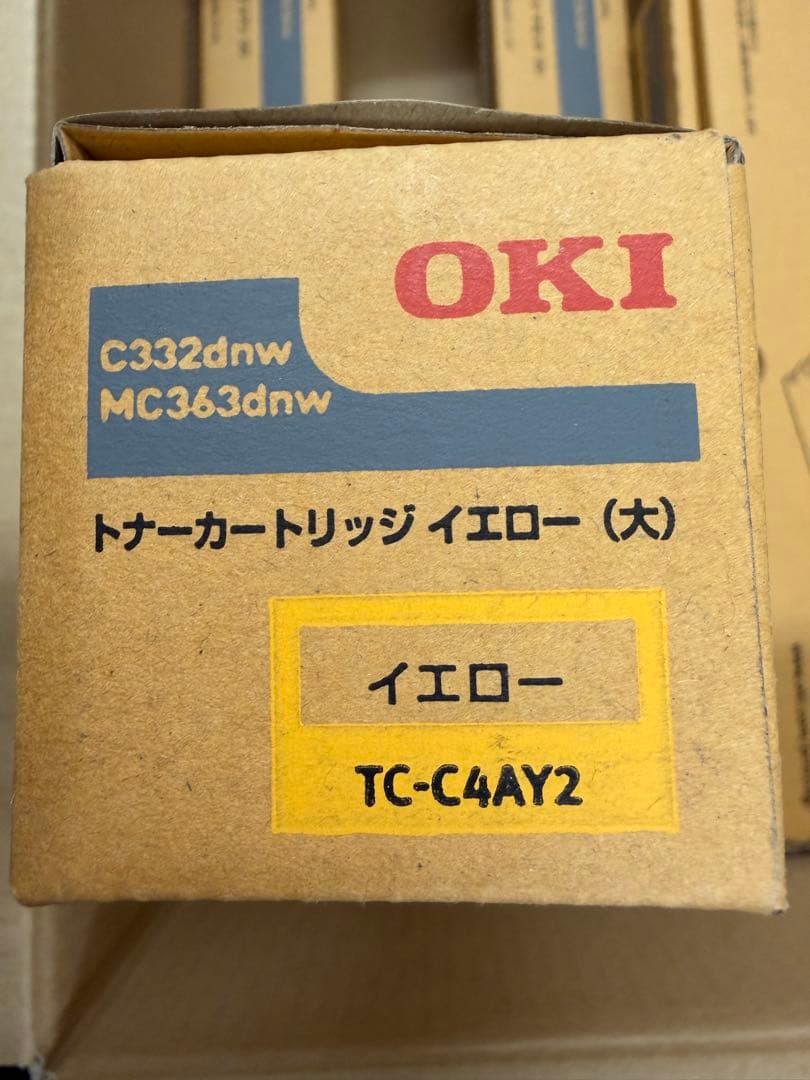 OKI
C332dnw
MC363dnw
トナーカートリッジ イエロー（大）
イエロー
TC-C4AY2